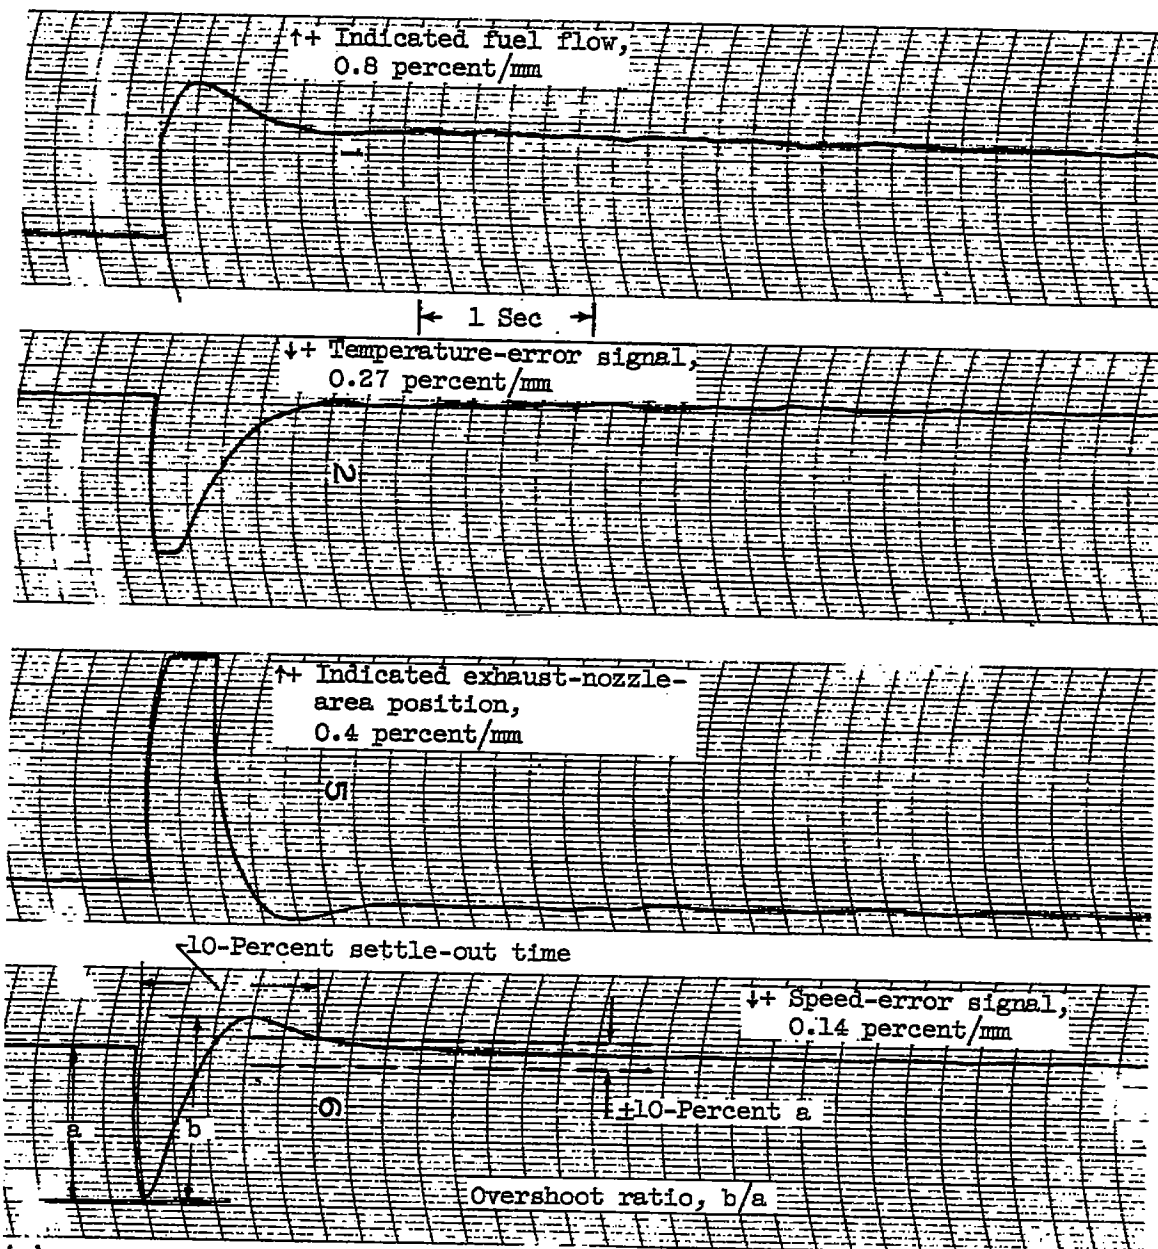 ↑+ Indicated fuel flow,
0.8 percent/mm
1
1 Sec
↓+ Temperature-error signal,
0.27 percent/mm
2
↑+ Indicated exhaust-nozzle-
area position,
0.4 percent/mm
5
10-Percent settle-out time
↓+ Speed-error signal,
0.14 percent/mm
6
±10-Percent a
a
b
Overshoot ratio, b/a